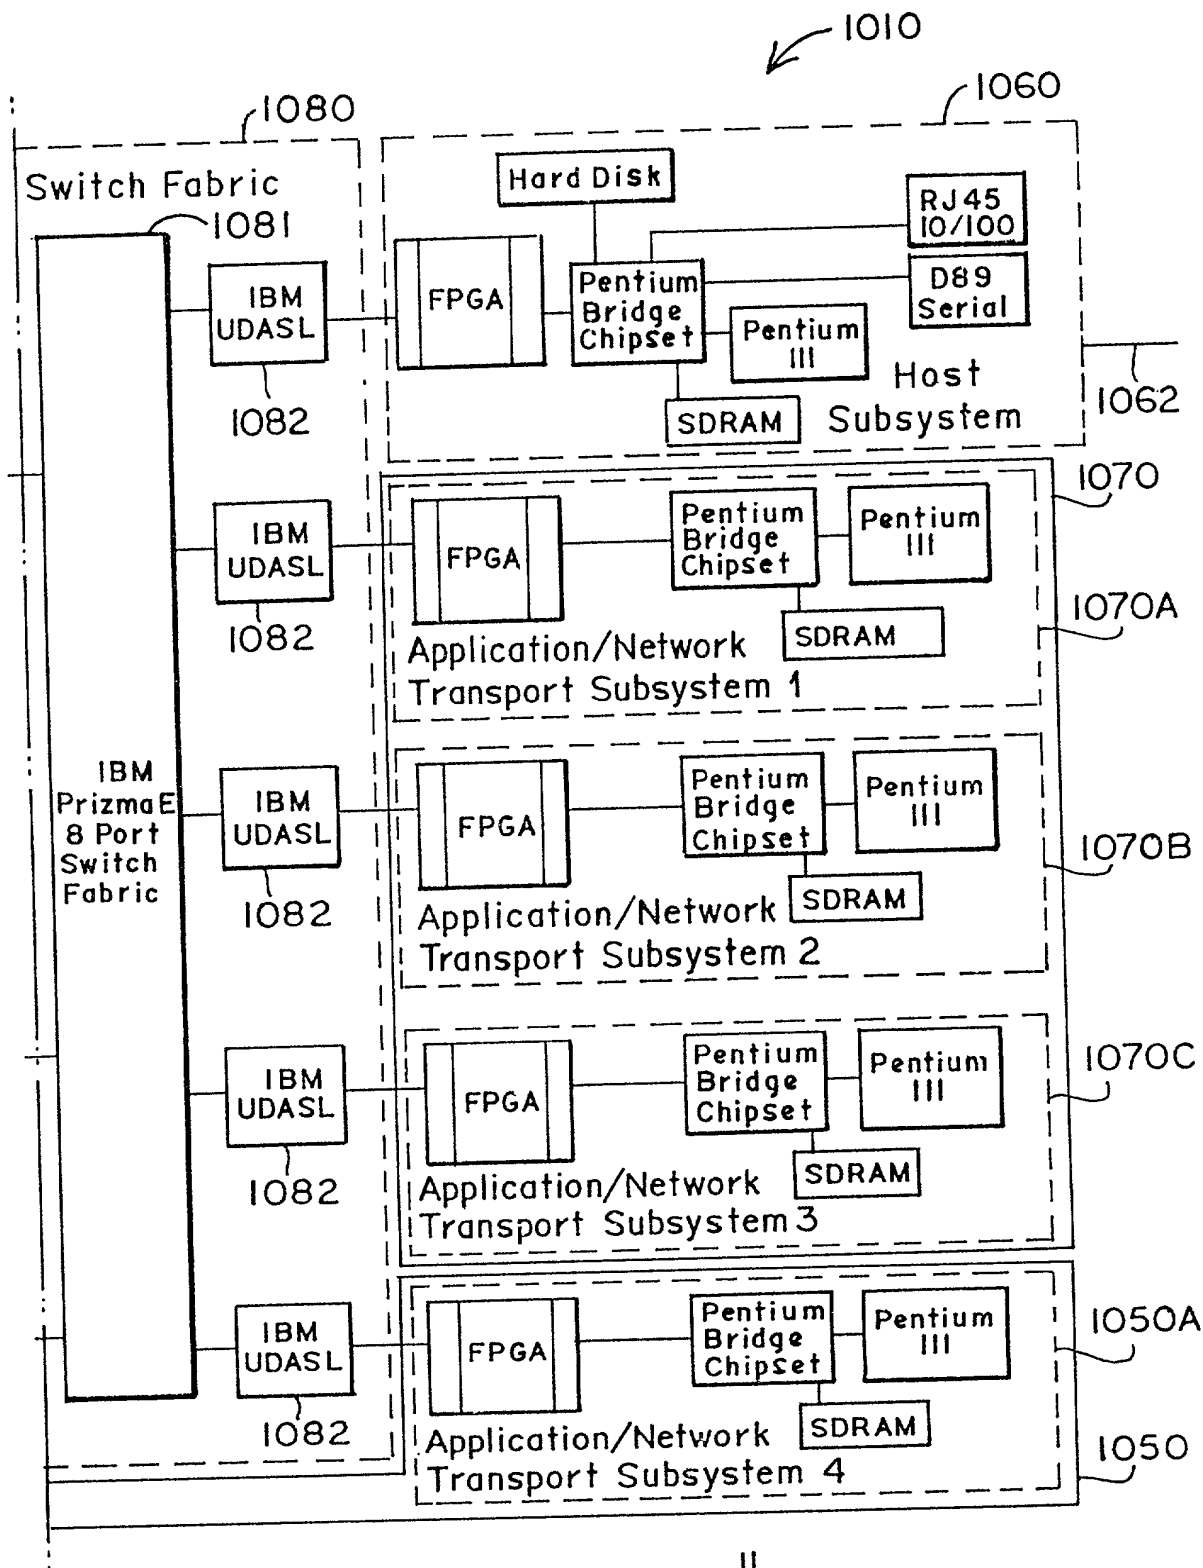 1010
1080
1060
Switch Fabric
1081
Hard Disk
RJ45
10/100
D89
Serial
IBM
UDASL
FPGA
Pentium
Bridge
Chipset
Pentium
III
SDRAM
Host
Subsystem
1082
1062
1070
IBM
UDASL
FPGA
Pentium
Bridge
Chipset
Pentium
III
SDRAM
1082
1070A
Application/Network
Transport Subsystem 1
IBM
PrizmaE
8 Port
Switch
Fabric
IBM
UDASL
FPGA
Pentium
Bridge
Chipset
Pentium
III
SDRAM
1082
1070B
Application/Network
Transport Subsystem 2
IBM
UDASL
FPGA
Pentium
Bridge
Chipset
Pentium
III
SDRAM
1082
1070C
Application/Network
Transport Subsystem 3
IBM
UDASL
FPGA
Pentium
Bridge
Chipset
Pentium
III
SDRAM
1082
1050A
Application/Network
Transport Subsystem 4
1050